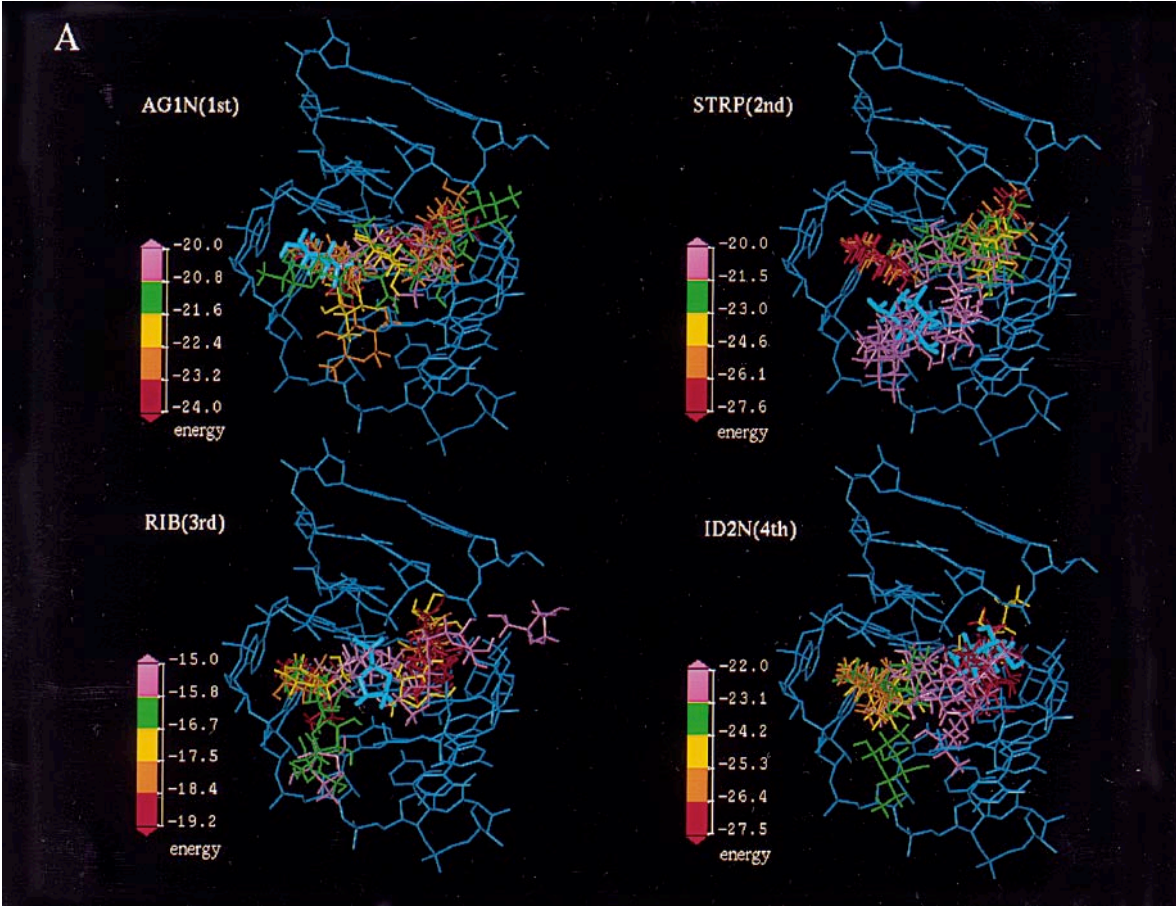 A
AG1N(1st)
-20.0
-20.8
-21.6
-22.4
-23.2
-24.0
energy
STRP(2nd)
-20.0
-21.5
-23.0
-24.6
-26.1
-27.6
energy
RIB(3rd)
-15.0
-15.8
-16.7
-17.5
-18.4
-19.2
energy
ID2N(4th)
-22.0
-23.1
-24.2
-25.3
-26.4
-27.5
energy